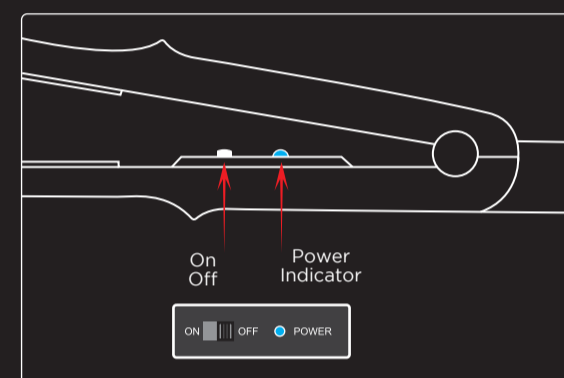 On
Off
Power
Indicator
ON OFF POWER